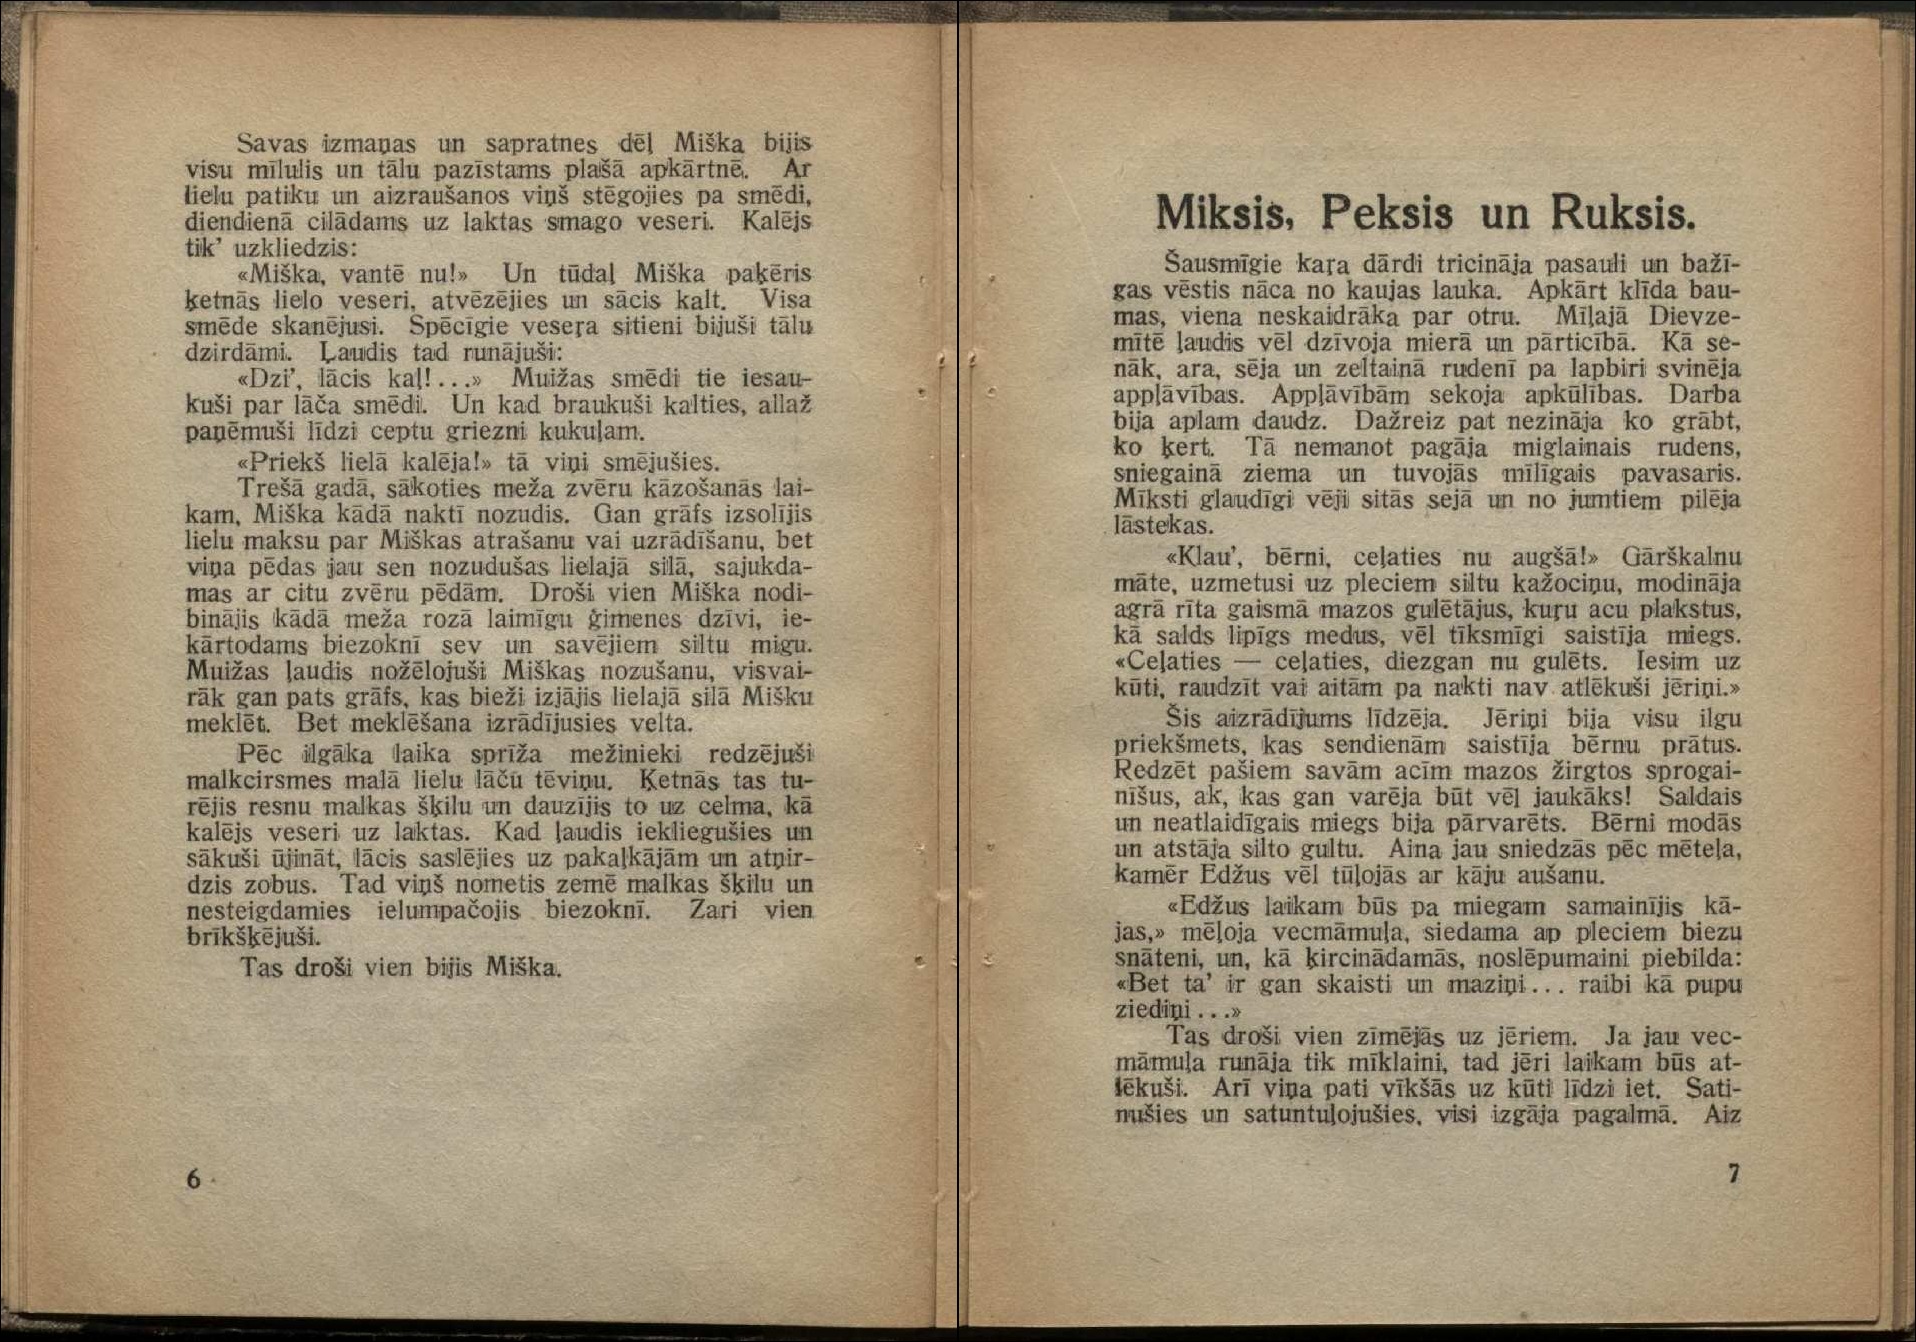 Savas izmaņas un sapratnes dēļ Miška bijis
visu mīlulis un tālu pazīstams plašā apkārtnē. Ar
lielu patiku un aizraušanos viņš stēgojies pa smēdi,
diendienā cilādams uz laktas smago veseri. Kalējs
tik’ uzkliedzis:
«Miška, vantē nu!» Un tūdaļ Miška paķēris
ķetnās lielo veseri, atvēzējies un sācis kalt. Visa
smēde skanējusi. Spēcīgie veseŗa sitieni bijuši tālu
dzirdāmi. Ļaudis tad runājuši:
«Dzi’, lācis kaļ!...» Muižas smēdi tie iesau-
kuši par lāča smēdi. Un kad braukuši kalties, allaž
paņēmuši līdzi ceptu griezni kukuļam.
«Priekš lielā kalēja!» tā viņi smējušies.
Trešā gadā, sākoties meža zvēru kāzošanās lai-
kam, Miška kādā naktī nozudis. Gan grāfs izsolījis
lielu maksu par Miškas atrašanu vai uzrādīšanu, bet
viņa pēdas jau sen nozudušas lielajā silā, sajukda-
mas ar citu zvēru pēdām. Droši vien Miška nodi-
binājis kādā meža rozā laimīgu ģimenes dzīvi, ie-
kārtodams biezoknī sev un savējiem siltu migu.
Muižas ļaudis nožēlojuši Miškas nozušanu, visvai-
rāk gan pats grāfs, kas bieži izjājis lielajā silā Mišku
meklēt. Bet meklēšana izrādījusies velta.
Pēc ilgāka laika sprīža mežinieki redzējuši
malkcirsmes malā lielu lāču tēviņu. Ķetnās tas tu-
rējis resnu malkas šķilu un dauzījis to uz celma, kā
kalējs veseri uz laktas. Kad ļaudis iekliegušies un
sākuši ūjināt, lācis saslējies uz pakaļkājām un atņir-
dzis zobus. Tad viņš nometis zemē malkas šķilu un
nesteigdamies ielumpačojis biezoknī. Zari vien
brīkšķējuši.
Tas droši vien bijis Miška.
6
Miksis, Peksis un Ruksis.
Šausmīgie kaŗa dārdi tricināja pasauli un bažī-
gas vēstis nāca no kaujas lauka. Apkārt klīda bau-
mas, viena neskaidrāka par otru. Mīļajā Dievze-
mītē ļaudis vēl dzīvoja mierā un pārticībā. Kā se-
nāk, ara, sēja un zeltainā rudenī pa lapbiri svinēja
appļāvības. Appļāvībām sekoja apkūlības. Darba
bija aplam daudz. Dažreiz pat nezināja ko grābt,
ko ķert. Tā nemanot pagāja miglainais rudens,
sniegainā ziema un tuvojās mīlīgais pavasaris.
Mīksti glaudīgi vēji sitās sejā un no jumtiem pilēja
lāstekas.
«Klau’, bērni, ceļaties nu augšā!» Gārškalnu
māte, uzmetusi uz pleciem siltu kažociņu, modināja
agrā rīta gaismā mazos gulētājus, kuŗu acu plakstus,
kā salds lipīgs medus, vēl tīksmīgi saistīja miegs.
«Ceļaties — ceļaties, diezgan nu gulēts. Iesim uz
kūti, raudzīt vai aitām pa nakti nav atlēkuši jēriņi.»
Šis aizrādījums līdzēja. Jēriņi bija visu ilgu
priekšmets, kas sendienām saistīja bērnu prātus.
Redzēt pašiem savām acīm mazos žirgtos sprogai-
nīšus, ak, kas gan varēja būt vēl jaukāks! Saldais
un neatlaidīgais miegs bija pārvarēts. Bērni modās
un atstāja silto gultu. Aina jau sniedzās pēc mēteļa,
kamēr Edžus vēl tūļojās ar kāju aušanu.
«Edžus laikam būs pa miegam samainījis kā-
jas,» mēļoja vecmāmuļa, siedama ap pleciem biezu
snāteni, un, kā ķircinādamās, noslēpumaini piebilda:
«Bet ta’ ir gan skaisti un maziņi... raibi kā pupu
ziediņi...»
Tas droši vien zīmējās uz jēriem. Ja jau vec-
māmuļa runāja tik mīklaini, tad jēri laikam būs at-
lēkuši. Arī viņa pati vīkšās uz kūti līdzi iet. Sati-
nušies un satuntuļojušies, visi izgāja pagalmā. Aiz
7